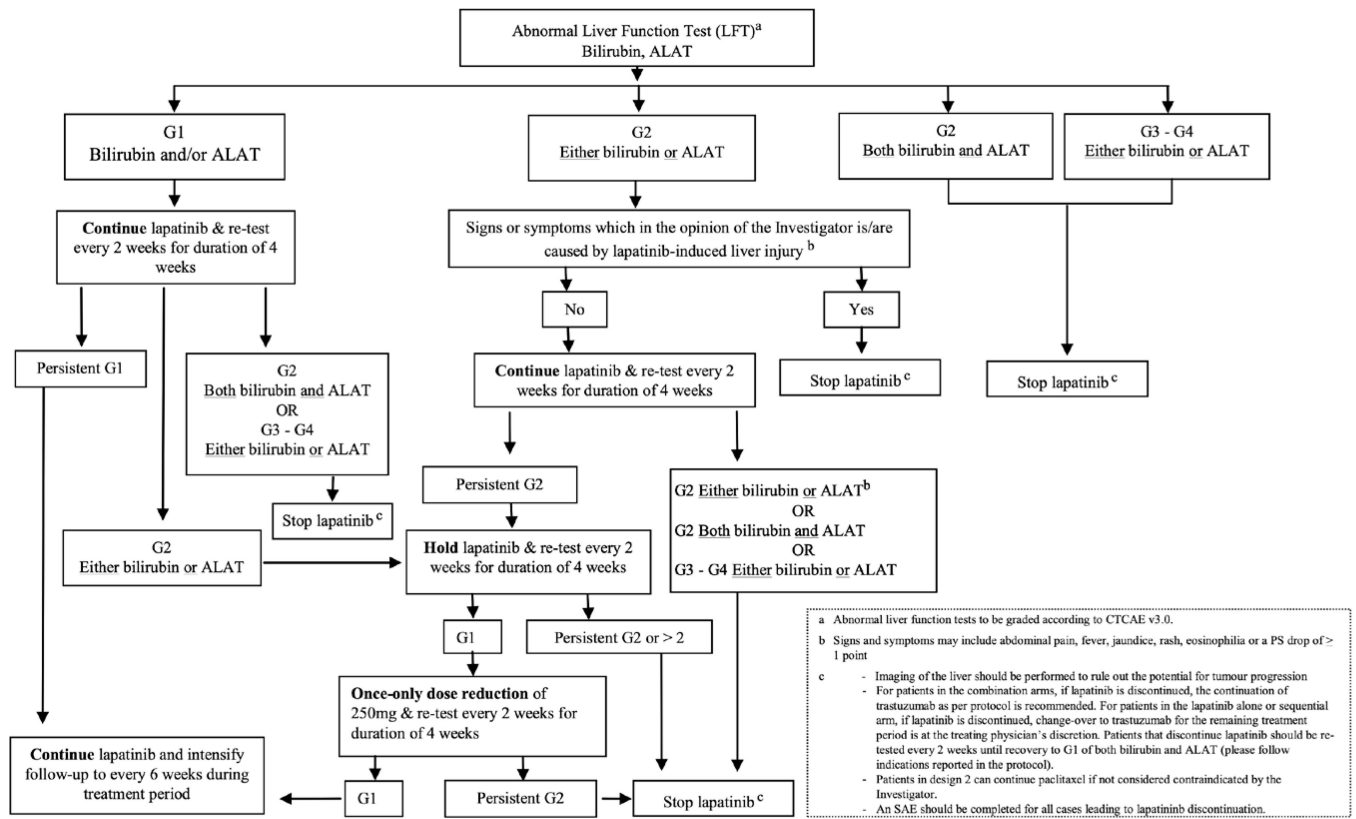 Abnormal Liver Function Test (LFT)a
Bilirubin, ALAT
G1
Bilirubin and/or ALAT
G2
Either bilirubin or ALAT
G2
Both bilirubin and ALAT
G3 - G4
Either bilirubin or ALAT
Continue lapatinib & re-test
every 2 weeks for duration of 4
weeks
Signs or symptoms which in the opinion of the Investigator is/are
caused by lapatinib-induced liver injury b
No
Yes
Persistent G1
G2
Both bilirubin and ALAT
OR
G3 - G4
Either bilirubin or ALAT
Continue lapatinib & re-test every 2
weeks for duration of 4 weeks
Stop lapatinib c
Stop lapatinib c
Stop lapatinib c
Persistent G2
G2 Either bilirubin or ALATb
OR
G2 Both bilirubin and ALAT
OR
G3 - G4 Either bilirubin or ALAT
G2
Either bilirubin or ALAT
Hold lapatinib & re-test every 2
weeks for duration of 4 weeks
G1
Persistent G2 or > 2
Once-only dose reduction of
250mg & re-test every 2 weeks for
duration of 4 weeks
Continue lapatinib and intensify
follow-up to every 6 weeks during
treatment period
G1
Persistent G2
Stop lapatinib c
a Abnormal liver function tests to be graded according to CTCAE v3.0.
b Signs and symptoms may include abdominal pain, fever, jaundice, rash, eosinophilia or a PS drop of ≥
1 point
c - Imaging of the liver should be performed to rule out the potential for tumour progression
- For patients in the combination arms, if lapatinib is discontinued, the continuation of
trastuzumab as per protocol is recommended. For patients in the lapatinib alone or sequential
arm, if lapatinib is discontinued, change-over to trastuzumab for the remaining treatment
period is at the treating physician's discretion. Patients that discontinue lapatinib should be re-
tested every 2 weeks until recovery to G1 of both bilirubin and ALAT (please follow
indications reported in the protocol).
- Patients in design 2 can continue paclitaxel if not considered contraindicated by the
Investigator.
- An SAE should be completed for all cases leading to lapatininb discontinuation.